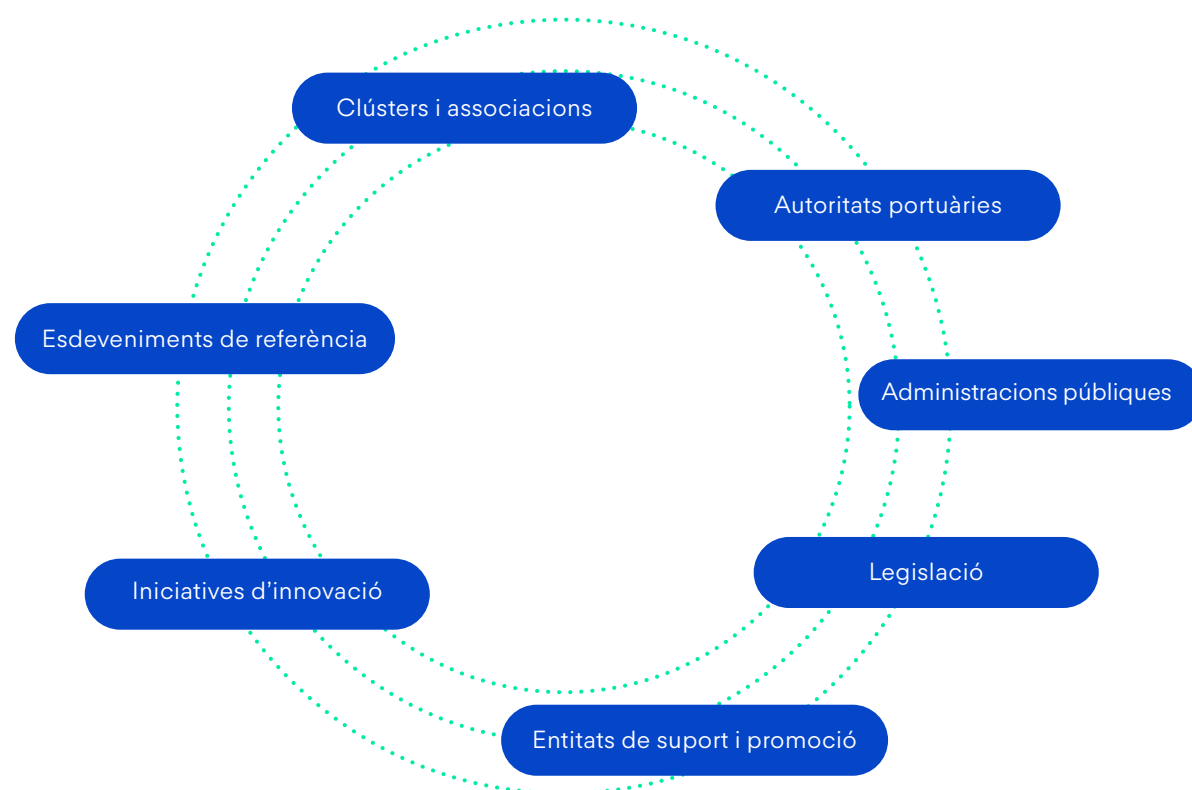 Clústers i associacions
Autoritats portuàries
Esdeveniments de referència
Administracions públiques
Legislació
Iniciatives d’innovació
Entitats de suport i promoció